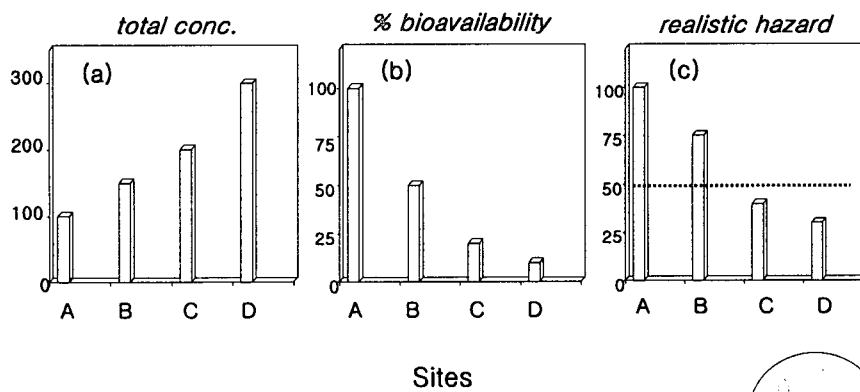 total conc.
% bioavailability
realistic hazard
(a)
(b)
(c)
300
200
100
0
100
75
50
25
0
100
75
50
25
0
A B C D
A B C D
A B C D
Sites